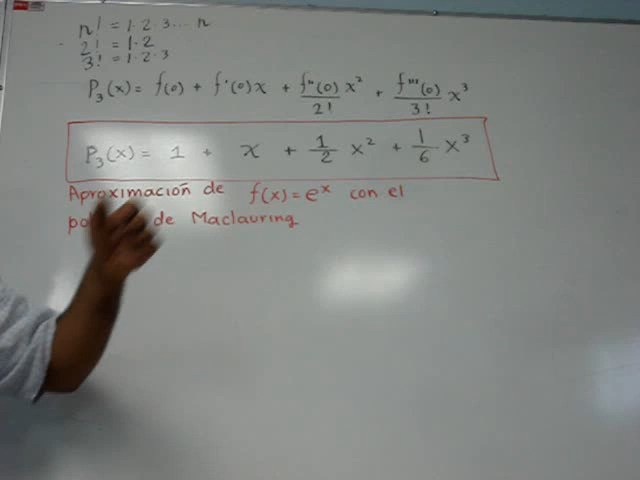 n! = 1·2·3... n
2! = 1·2
3! = 1·2·3
P₃(x) = f(0) + f'(0)x + f''(0)/2! x² + f'''(0)/3! x³
P₃(x) = 1 + x + 1/2 x² + 1/6 x³
Aproximación de f(x) = eˣ con el
de Maclauring